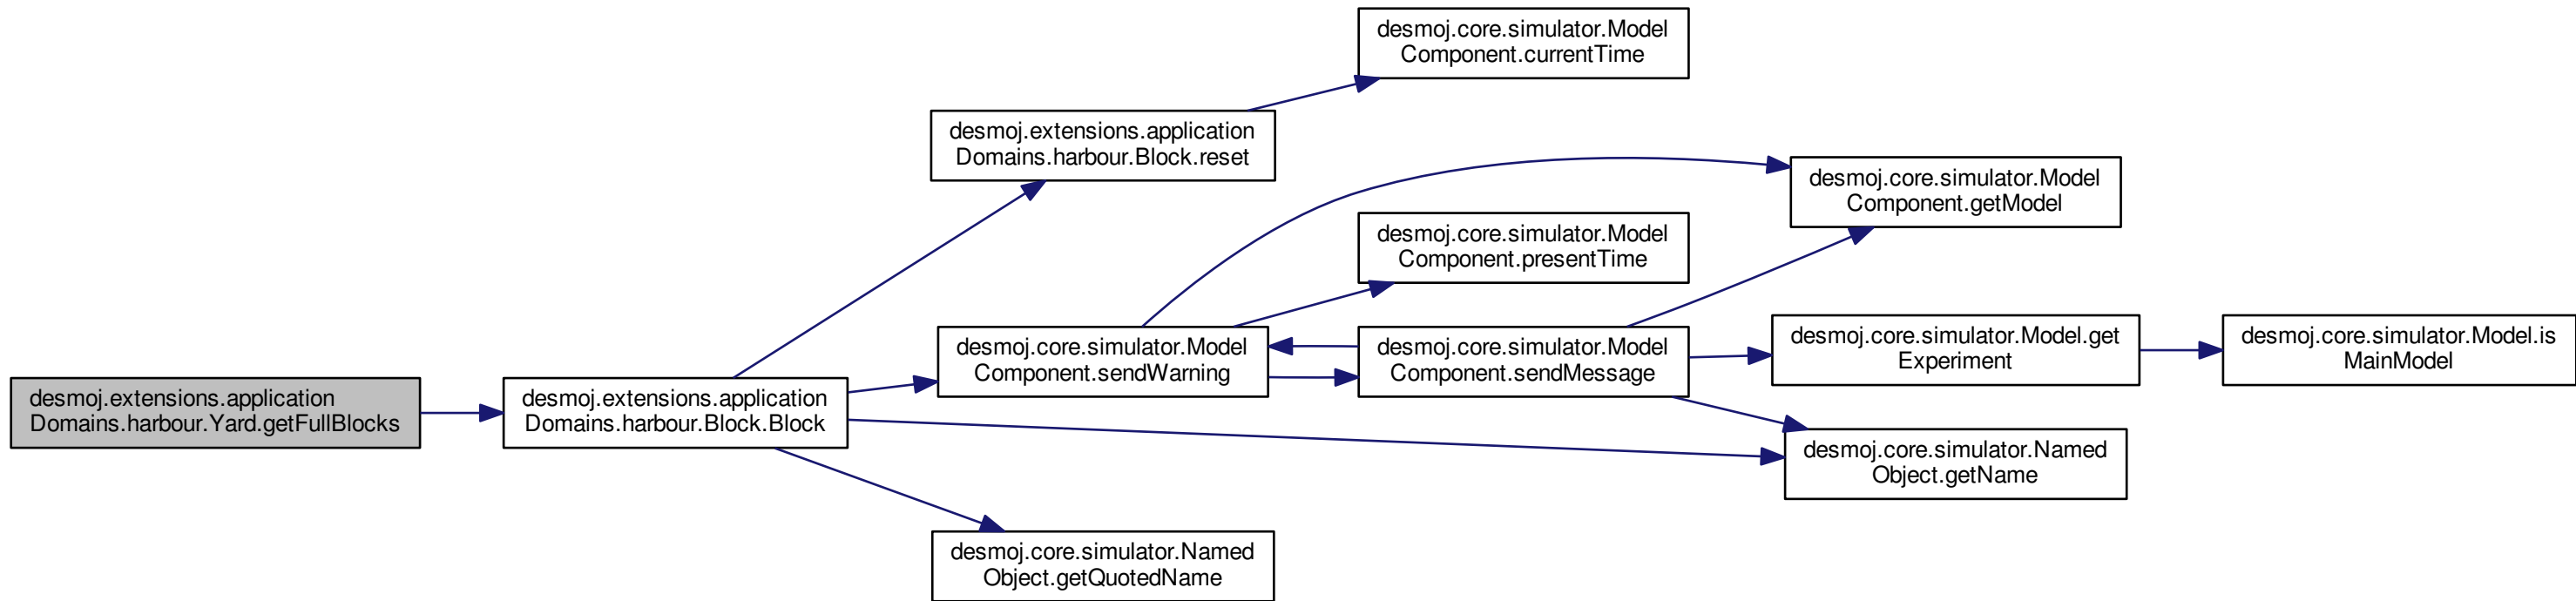 desmoj.extensions.application
Domains.harbour.Yard.getFullBlocks
desmoj.extensions.application
Domains.harbour.Block.Block
desmoj.extensions.application
Domains.harbour.Block.reset
desmoj.core.simulator.Model
Component.sendWarning
desmoj.core.simulator.Named
Object.getQuotedName
desmoj.core.simulator.Model
Component.currentTime
desmoj.core.simulator.Model
Component.presentTime
desmoj.core.simulator.Model
Component.sendMessage
desmoj.core.simulator.Model
Component.getModel
desmoj.core.simulator.Model.get
Experiment
desmoj.core.simulator.Named
Object.getName
desmoj.core.simulator.Model.is
MainModel